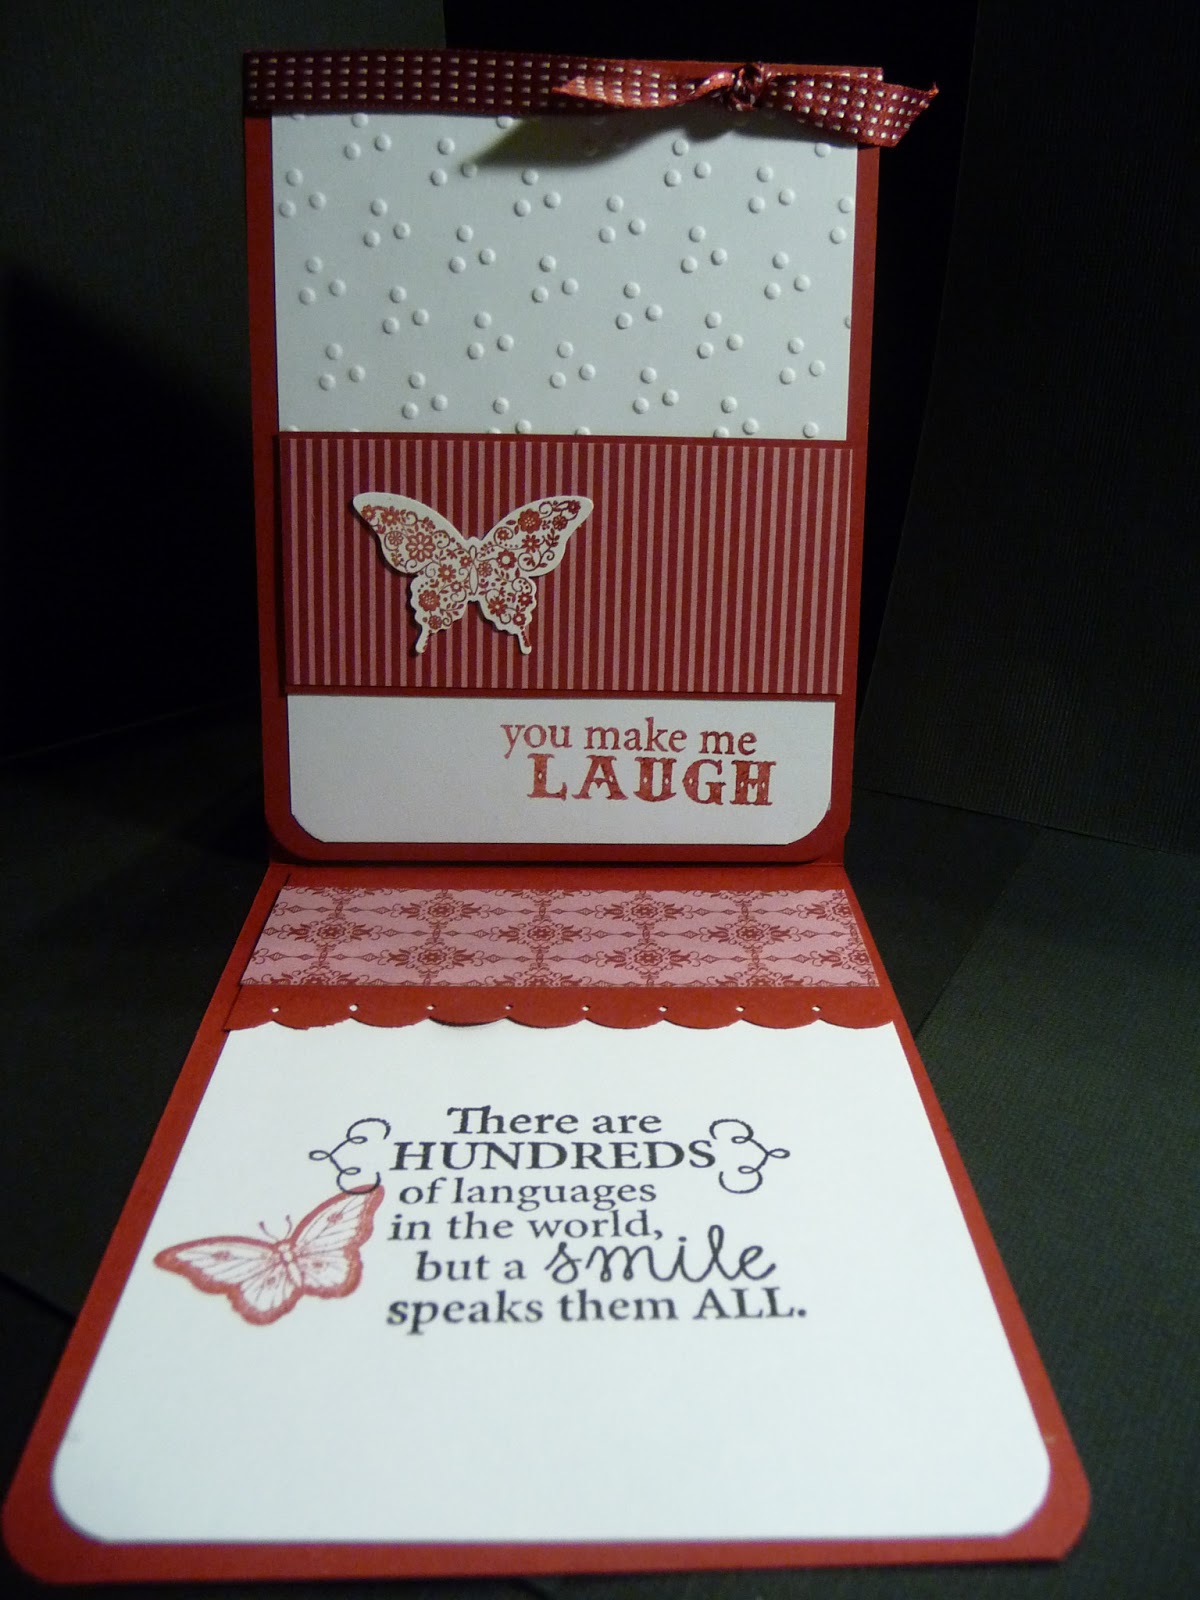 you make me
LAUGH
There are
HUNDREDS
of languages
in the world,
but a smile
speaks them ALL.